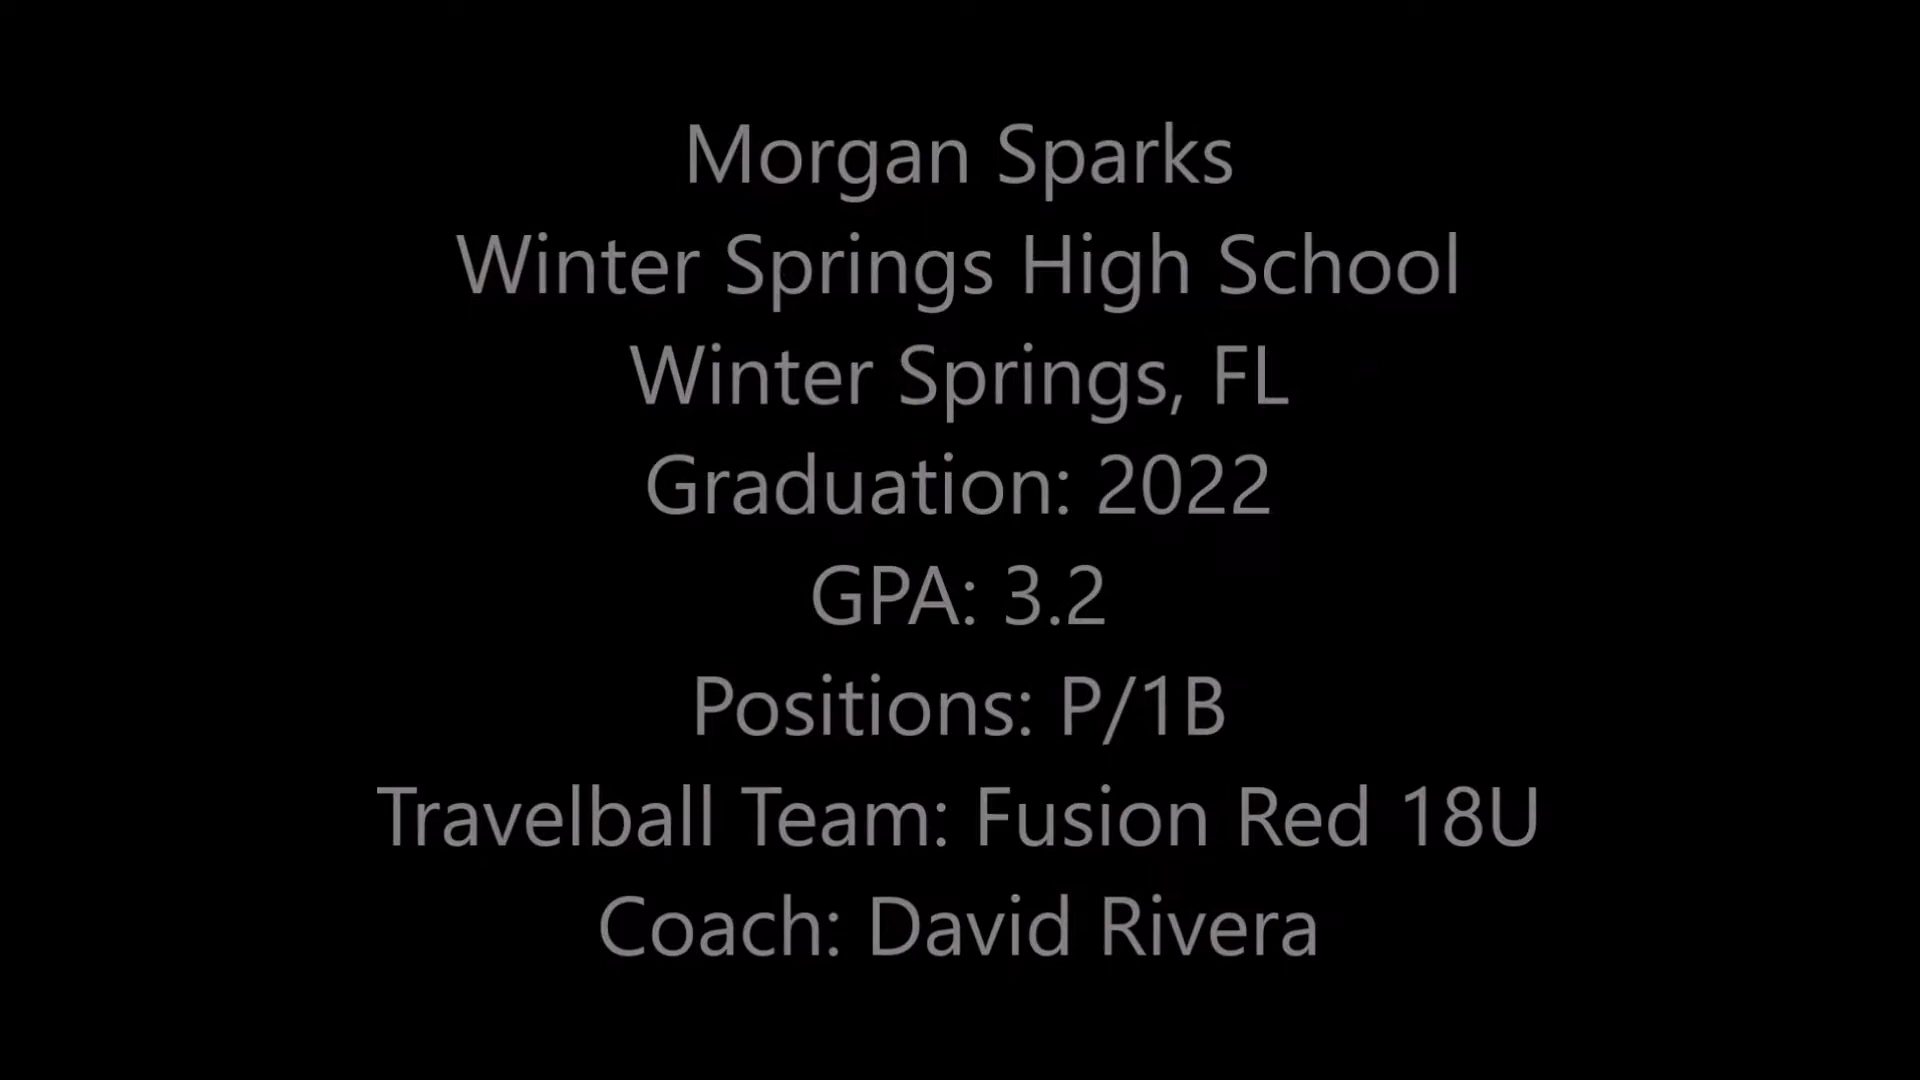 Morgan Sparks
Winter Springs High School
Winter Springs, FL
Graduation: 2022
GPA: 3.2
Positions: P/1B
Travelball Team: Fusion Red 18U
Coach: David Rivera